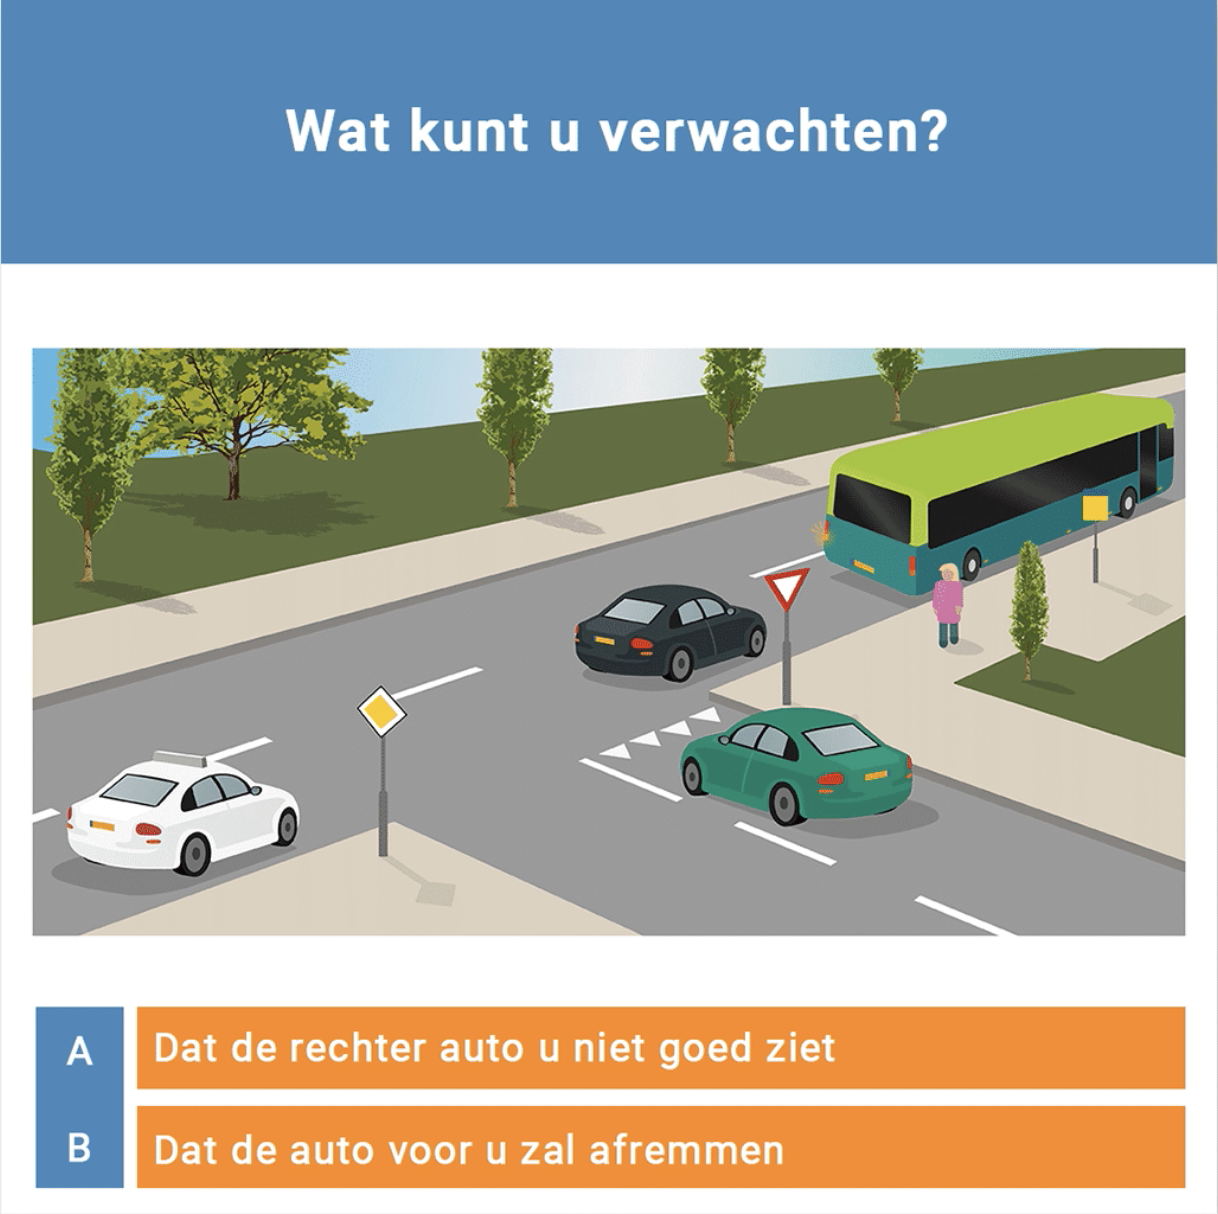 Wat kunt u verwachten?
A Dat de rechter auto u niet goed ziet
B Dat de auto voor u zal afremmen